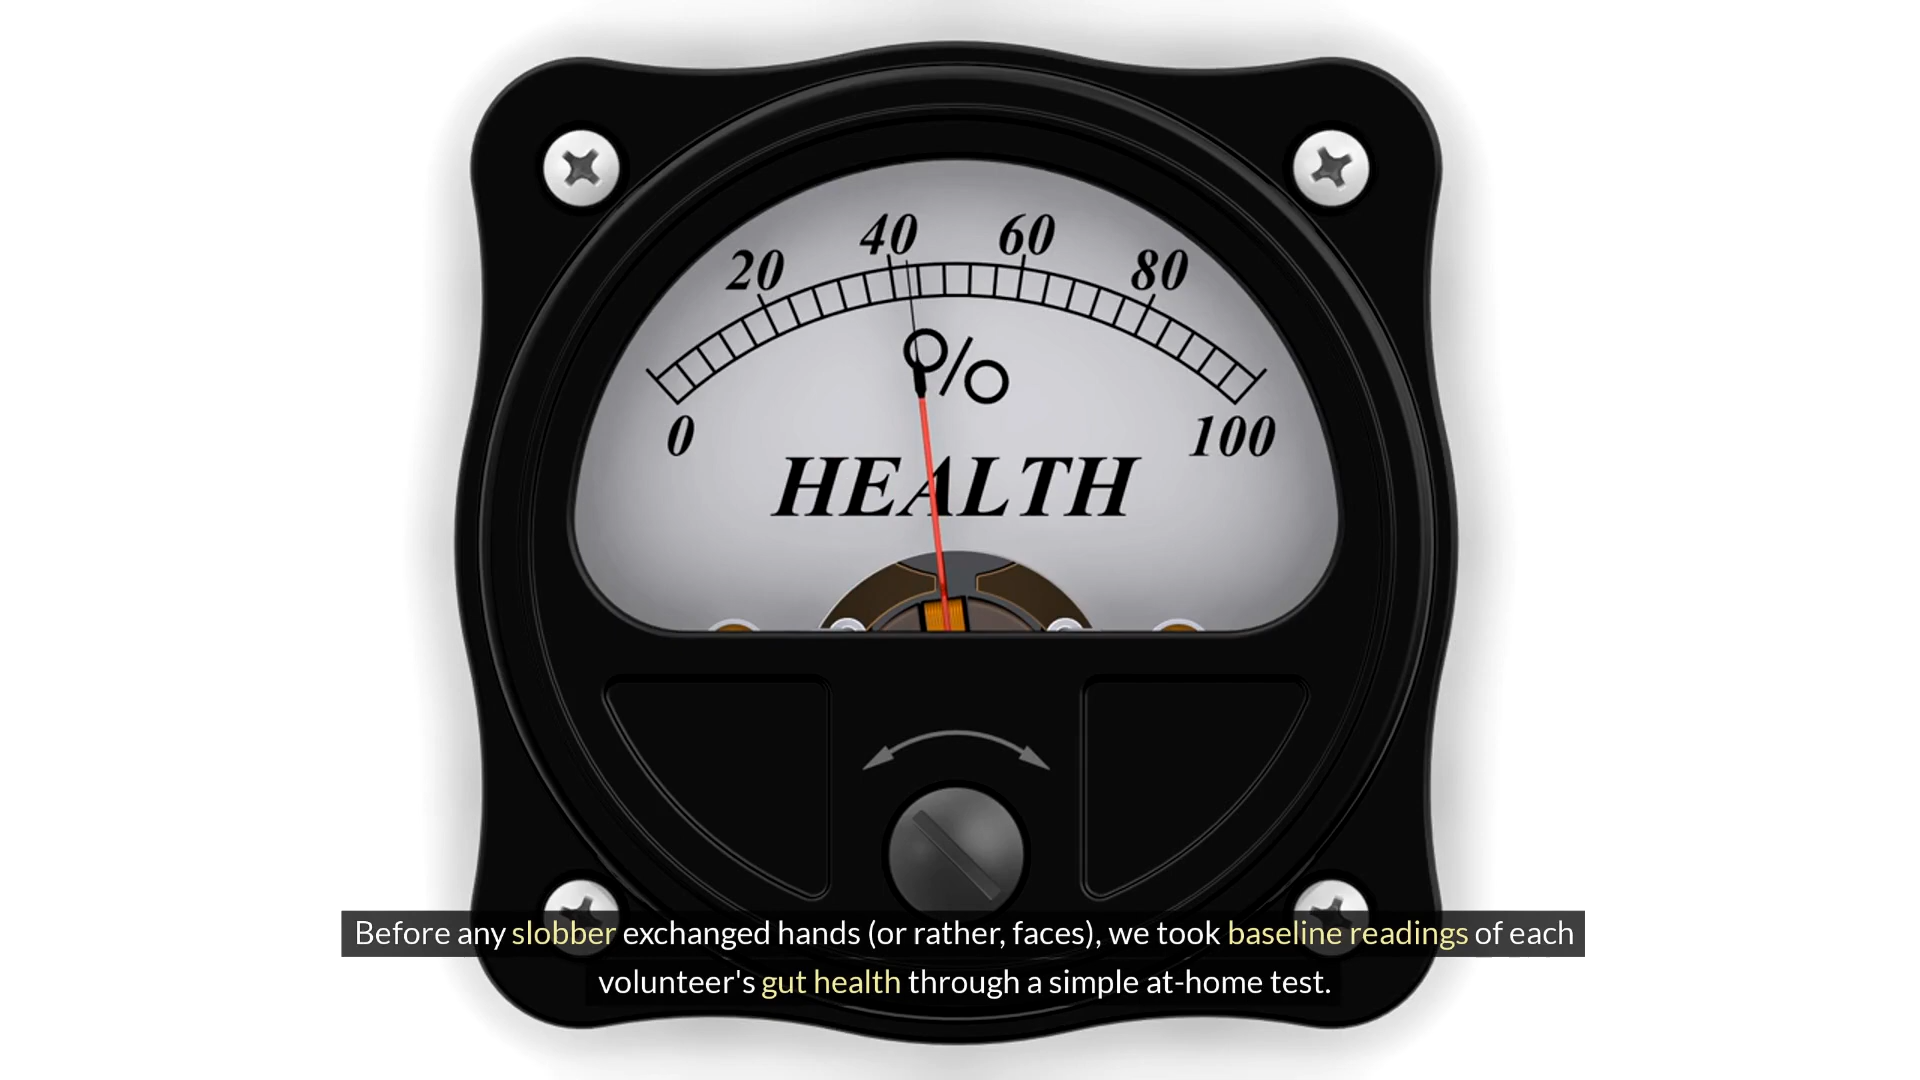 20 40 60 80
0 100
%
HEALTH
Before any slobber exchanged hands (or rather, faces), we took baseline readings of each
volunteer's gut health through a simple at-home test.